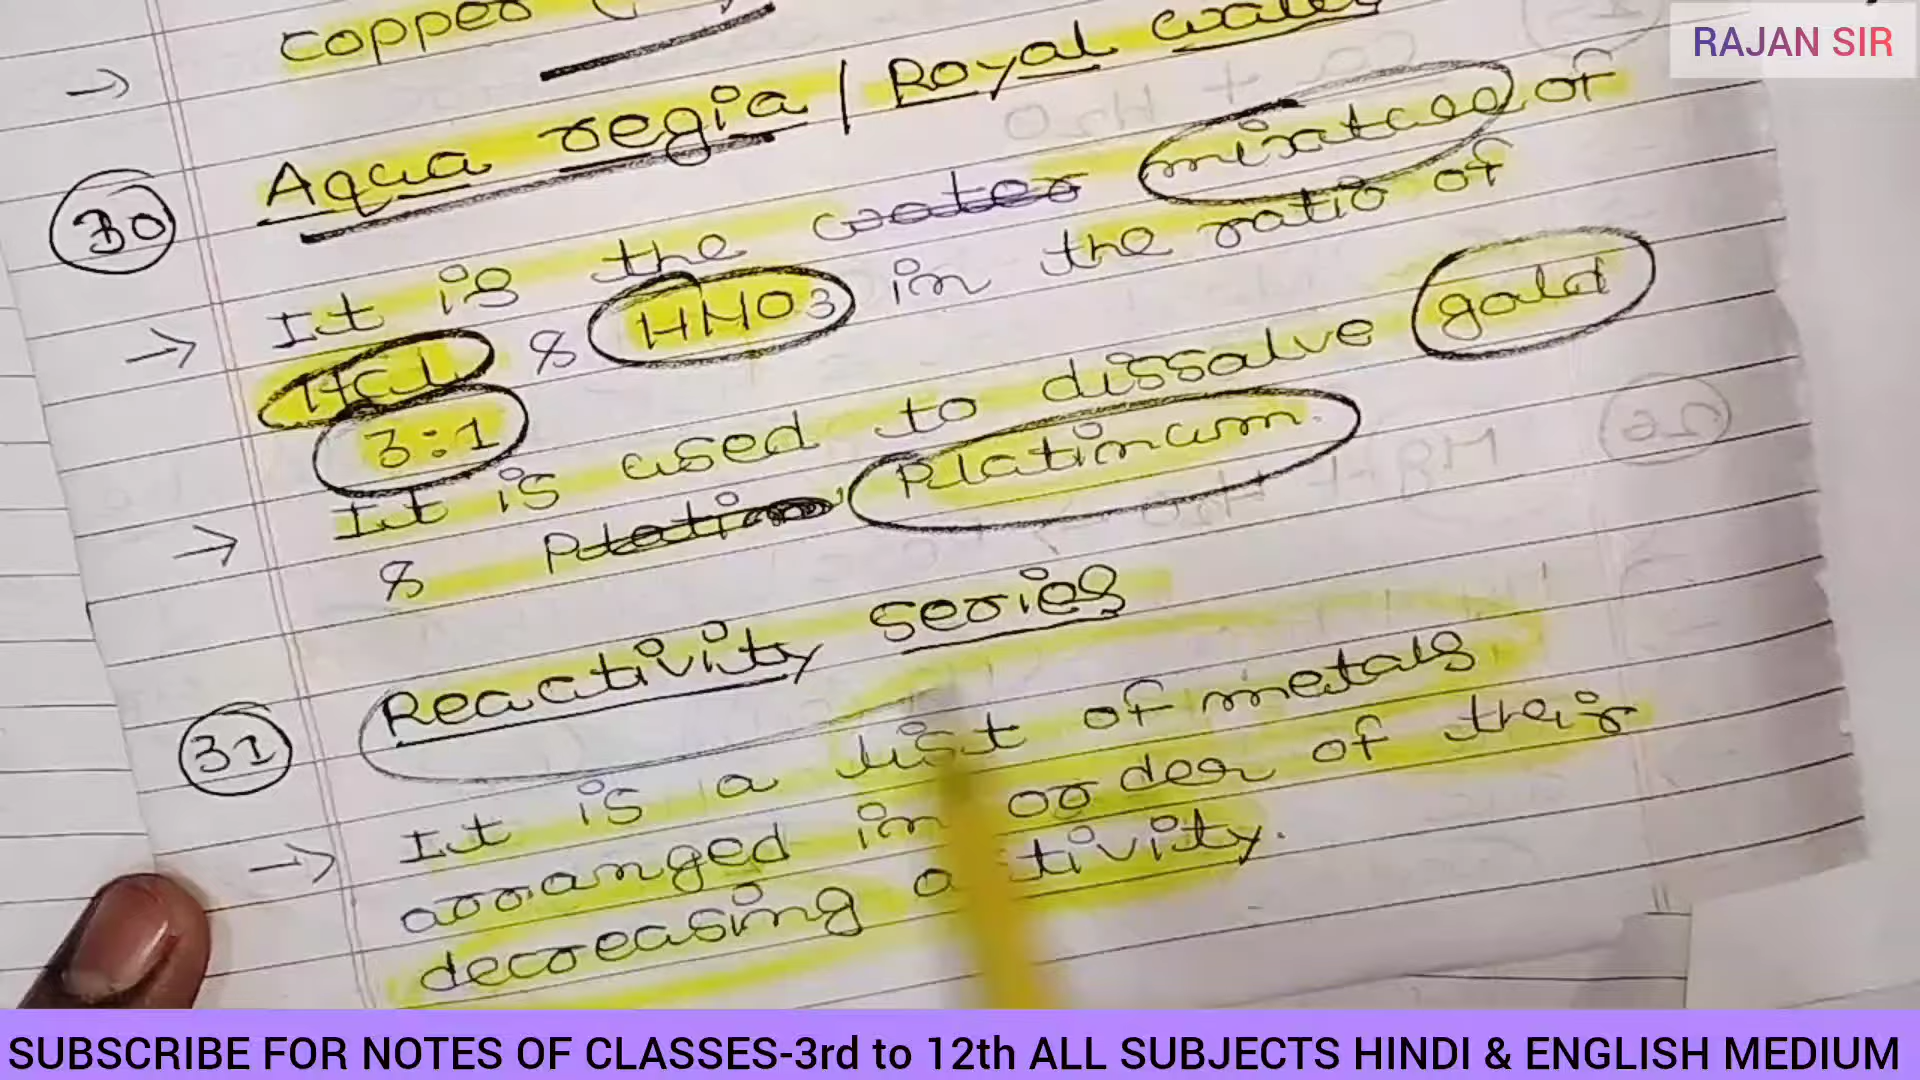 RAJAN SIR
copper
→ Aqua regia / Royal water
30
→ It is the water mixture of
HCl & HNO3 in the ratio of
3:1
→ It is used to dissolve gold
& Platin Platinum.
31 Reactivity series
→ It is a list of metals
arranged in order of their
decreasing activity.
SUBSCRIBE FOR NOTES OF CLASSES-3rd to 12th ALL SUBJECTS HINDI & ENGLISH MEDIUM